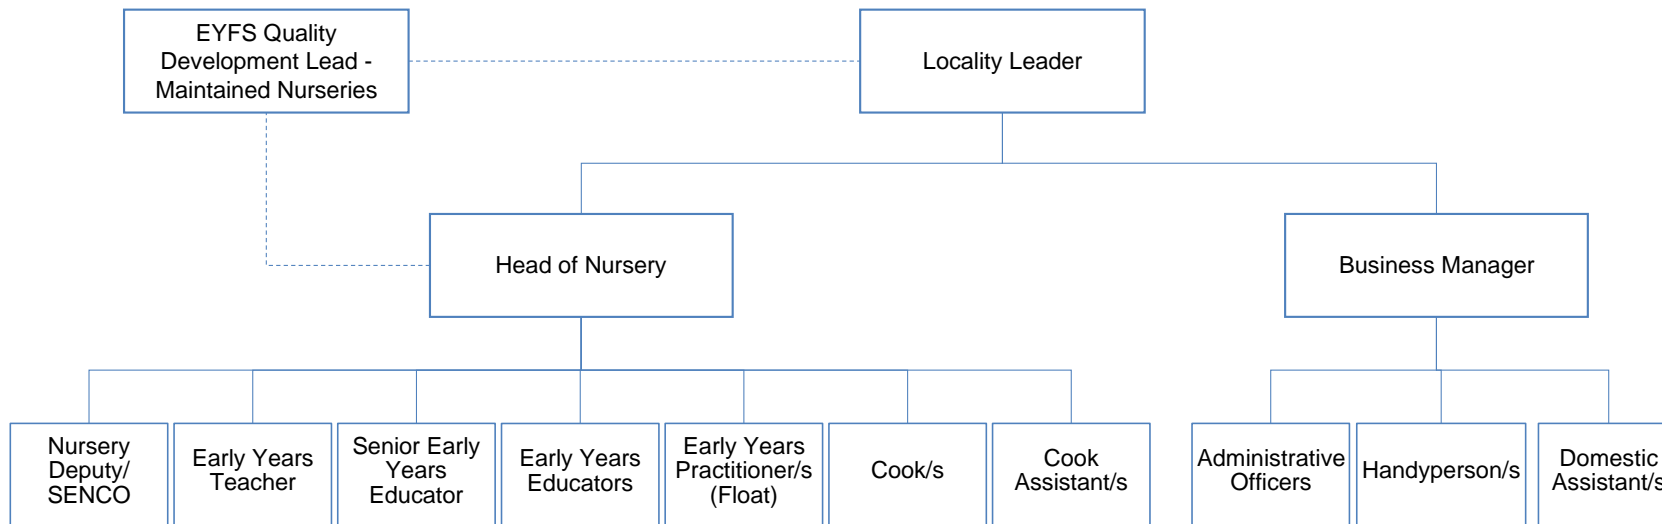 EYFS Quality
Development Lead -
Maintained Nurseries
Locality Leader
Head of Nursery
Business Manager
Nursery
Deputy/
SENCO
Early Years
Teacher
Senior Early
Years
Educator
Early Years
Educators
Early Years
Practitioner/s
(Float)
Cook/s
Cook
Assistant/s
Administrative
Officers
Handyperson/s
Domestic
Assistant/s